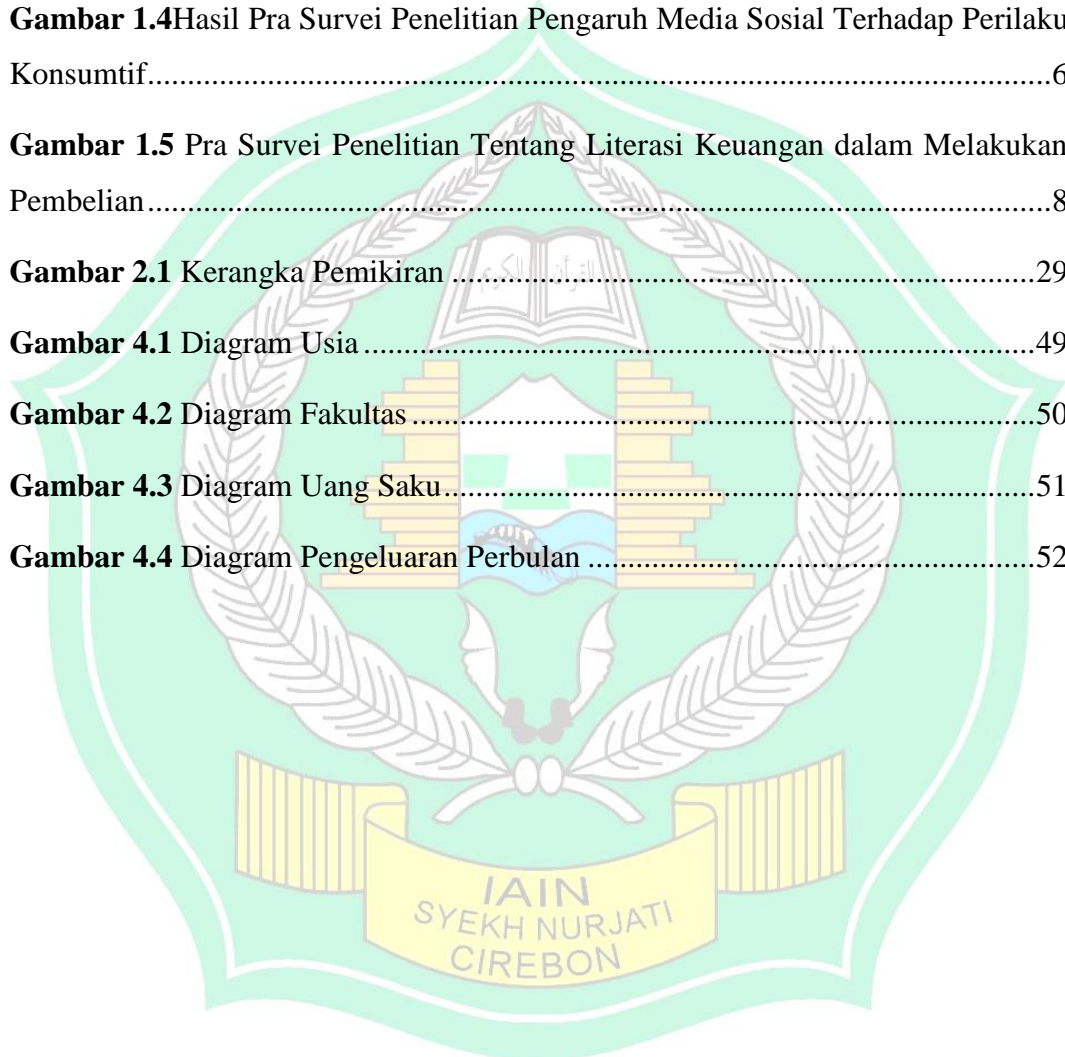 Gambar 1.4Hasil Pra Survei Penelitian Pengaruh Media Sosial Terhadap Perilaku
Konsumtif....................................................................................................................6
Gambar 1.5 Pra Survei Penelitian Tentang Literasi Keuangan dalam Melakukan
Pembelian....................................................................................................................8
Gambar 2.1 Kerangka Pemikiran ..........................................................................29
القرآن الكريم
Gambar 4.1 Diagram Usia .....................................................................................49
Gambar 4.2 Diagram Fakultas ...............................................................................50
Gambar 4.3 Diagram Uang Saku...........................................................................51
Gambar 4.4 Diagram Pengeluaran Perbulan .........................................................52
IAIN
SYEKH NURJATI
CIREBON